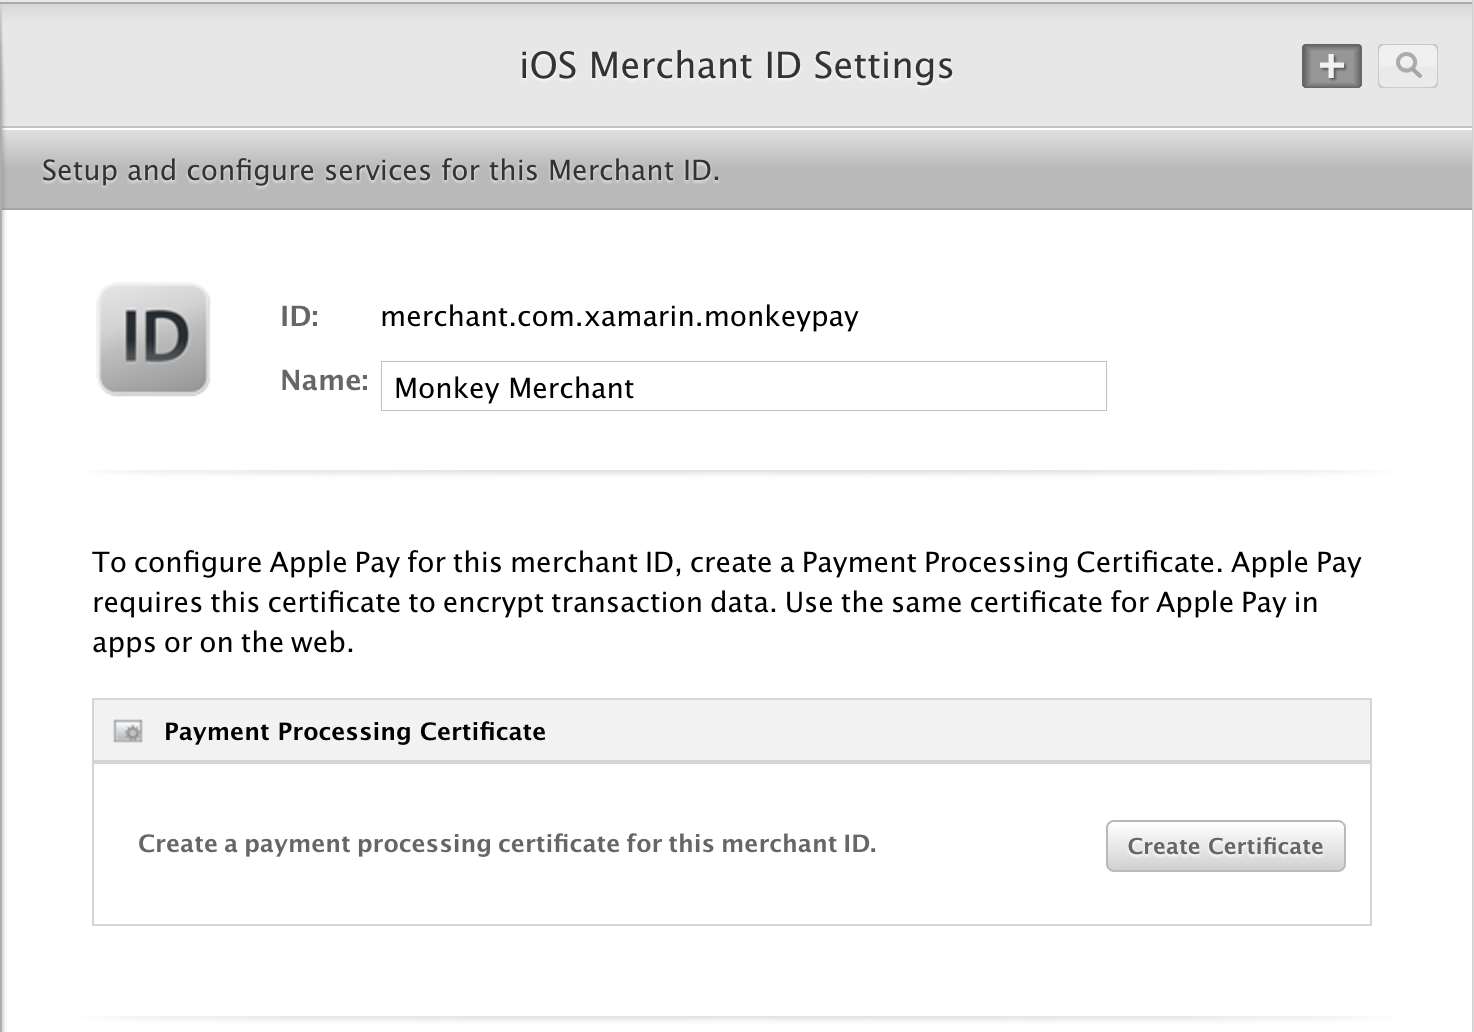 iOS Merchant ID Settings
Setup and configure services for this Merchant ID.
ID
ID: merchant.com.xamarin.monkeypay
Name: Monkey Merchant
To configure Apple Pay for this merchant ID, create a Payment Processing Certificate. Apple Pay
requires this certificate to encrypt transaction data. Use the same certificate for Apple Pay in
apps or on the web.
Payment Processing Certificate
Create a payment processing certificate for this merchant ID. Create Certificate